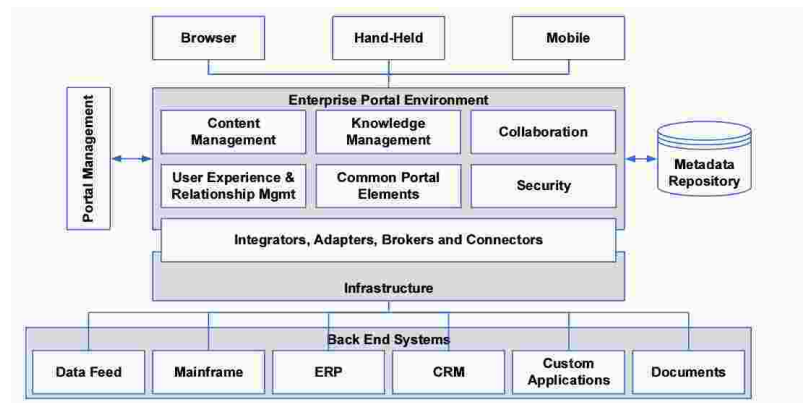 Browser
Hand-Held
Mobile
Portal Management
Enterprise Portal Environment
Content
Management
Knowledge
Management
Collaboration
User Experience &
Relationship Mgmt
Common Portal
Elements
Security
Metadata
Repository
Integrators, Adapters, Brokers and Connectors
Infrastructure
Back End Systems
Data Feed
Mainframe
ERP
CRM
Custom
Applications
Documents